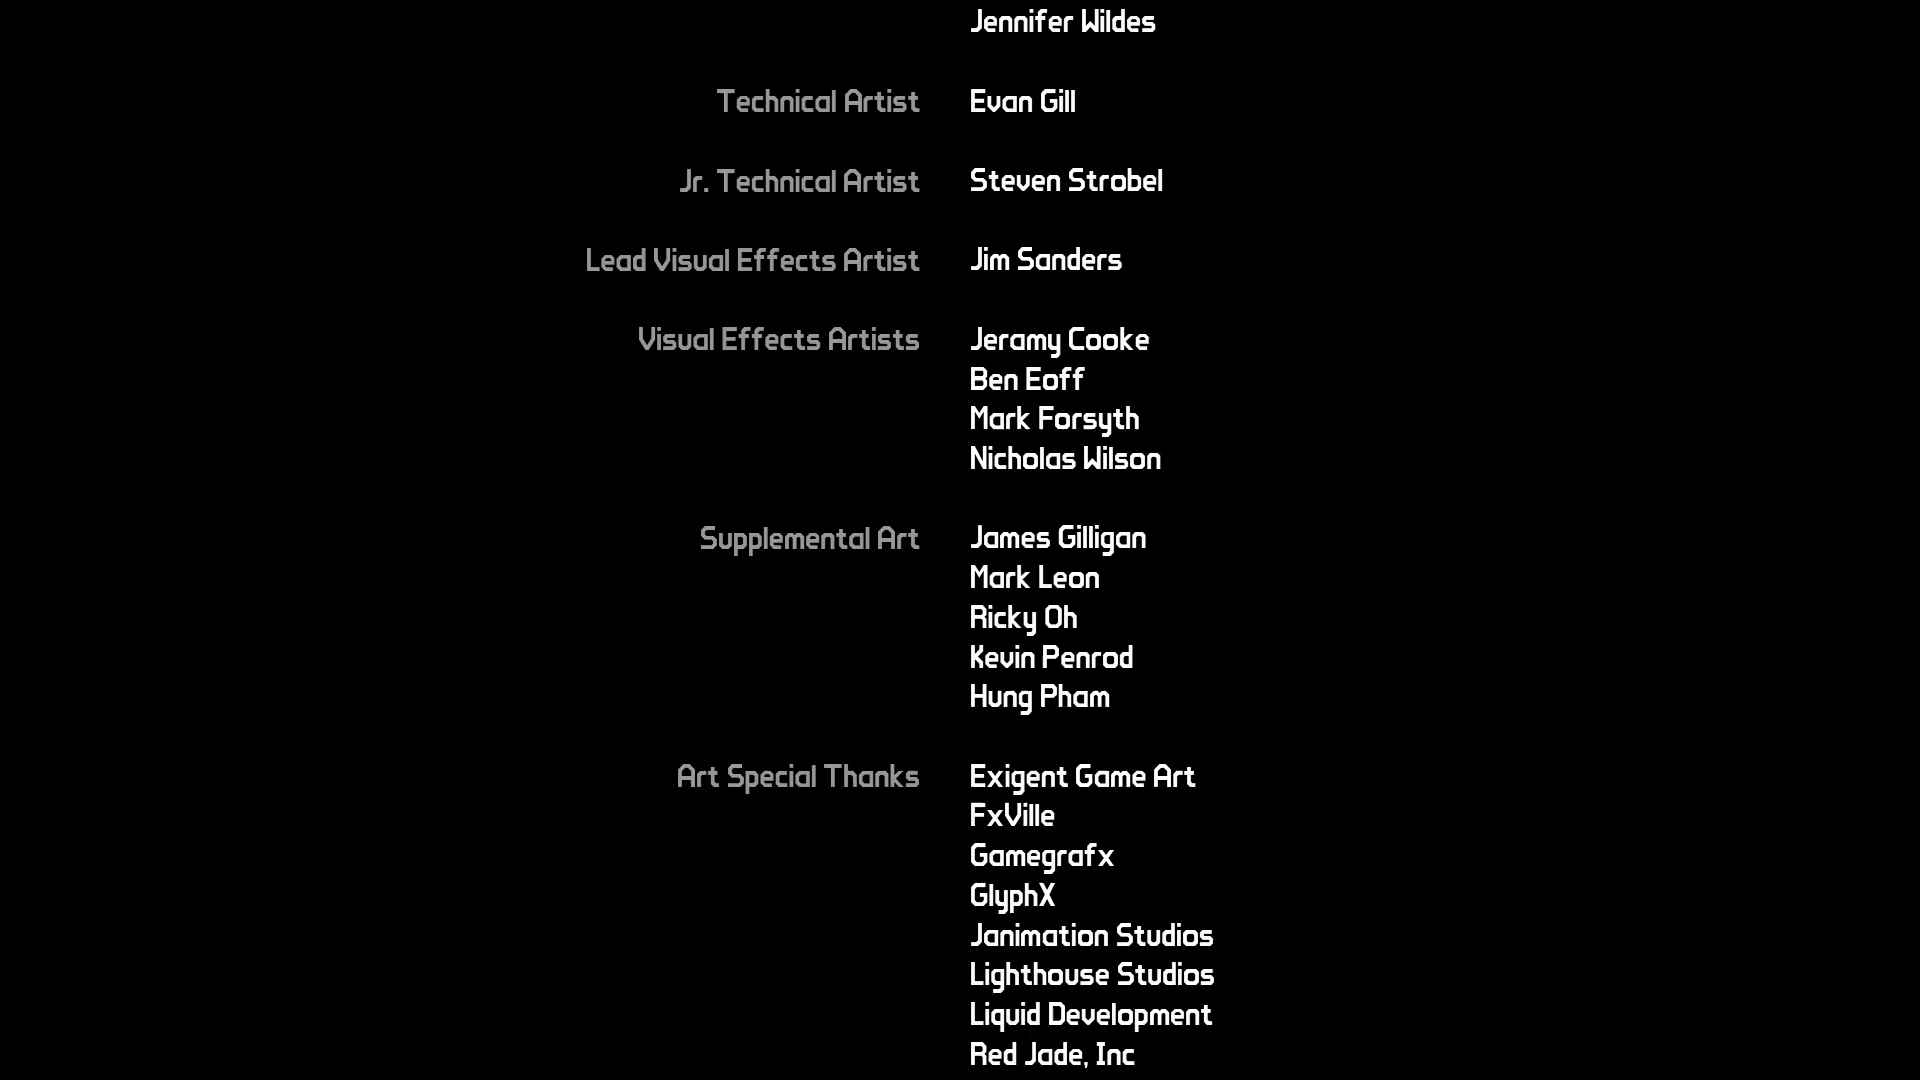 Jennifer Wildes
Technical Artist Evan Gill
Jr. Technical Artist Steven Strobel
Lead Visual Effects Artist Jim Sanders
Visual Effects Artists Jeramy Cooke
Ben Eoff
Mark Forsyth
Nicholas Wilson
Supplemental Art James Gilligan
Mark Leon
Ricky Oh
Kevin Penrod
Hung Pham
Art Special Thanks Exigent Game Art
FxVille
Gamegrafx
GlyphX
Janimation Studios
Lighthouse Studios
Liquid Development
Red Jade, Inc